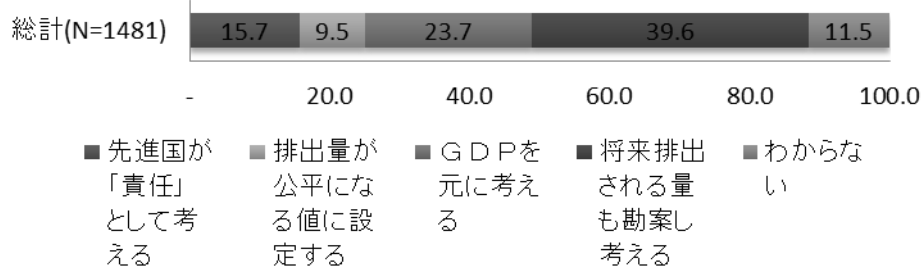 総計(N=1481) 15.7 9.5 23.7 39.6 11.5
- 20.0 40.0 60.0 80.0 100.0
■先進国が「責任」として考える
■排出量が公平になる値に設定する
■ＧＤＰを元に考える
■将来排出される量も勘案し考える
■わからない